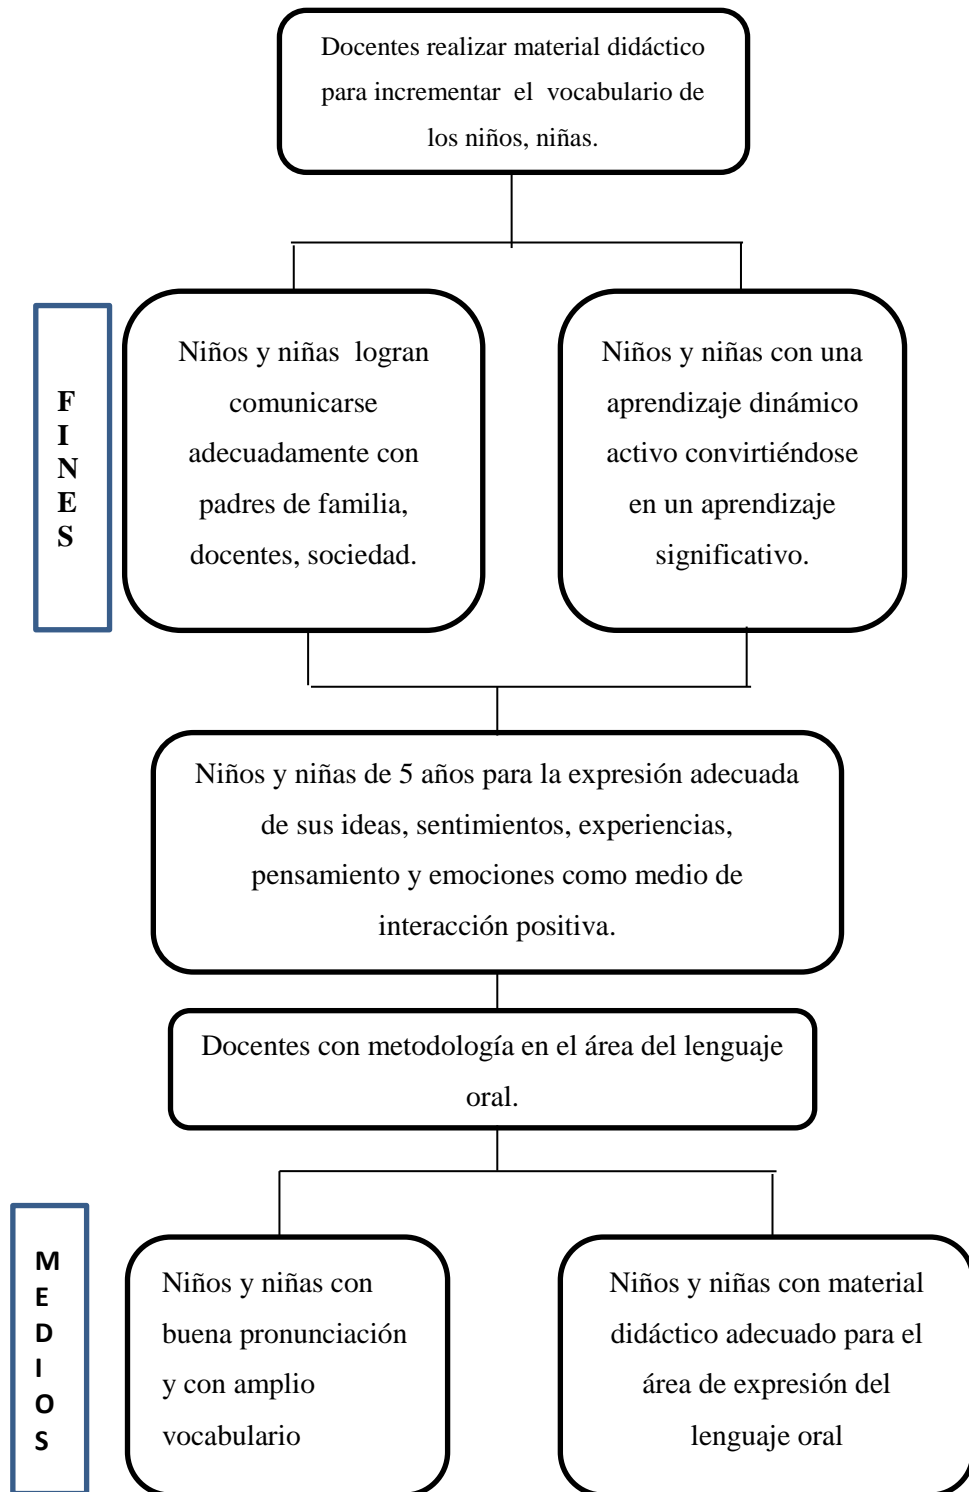 Docentes realizar material didáctico
para incrementar  el  vocabulario de
los niños, niñas.
F
I
N
E
S
Niños y niñas  logran
comunicarse
adecuadamente con
padres de familia,
docentes, sociedad.
Niños y niñas con una
aprendizaje dinámico
activo convirtiéndose
en un aprendizaje
significativo.
Niños y niñas de 5 años para la expresión adecuada
de sus ideas, sentimientos, experiencias,
pensamiento y emociones como medio de
interacción positiva.
Docentes con metodología en el área del lenguaje
oral.
M
E
D
I
O
S
Niños y niñas con
buena pronunciación
y con amplio
vocabulario
Niños y niñas con material
didáctico adecuado para el
área de expresión del
lenguaje oral